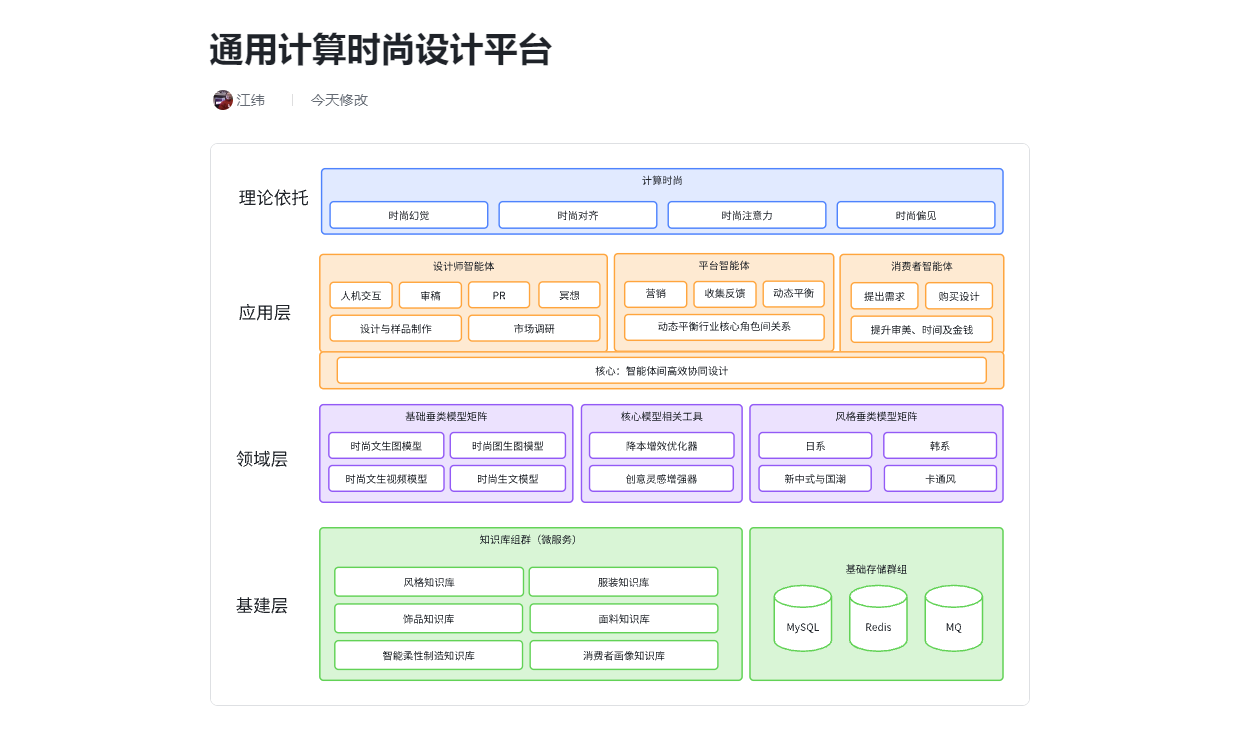 通用计算时尚设计平台
江纬
今天修改
理论依托
计算时尚
时尚幻觉
时尚对齐
时尚注意力
时尚偏见
应用层
设计师智能体
人机交互
审稿
PR
冥想
设计与样品制作
市场调研
平台智能体
营销
收集反馈
动态平衡
动态平衡行业核心角色间关系
消费者智能体
提出需求
购买设计
提升审美、时间及金钱
核心：智能体间高效协同设计
领域层
基础垂类模型矩阵
时尚文生图模型
时尚图生图模型
时尚文生视频模型
时尚生文模型
核心模型相关工具
降本增效优化器
创意灵感增强器
风格垂类模型矩阵
日系
韩系
新中式与国潮
卡通风
基建层
知识库组群（微服务）
风格知识库
服装知识库
饰品知识库
面料知识库
智能柔性制造知识库
消费者画像知识库
基础存储群组
MySQL
Redis
MQ